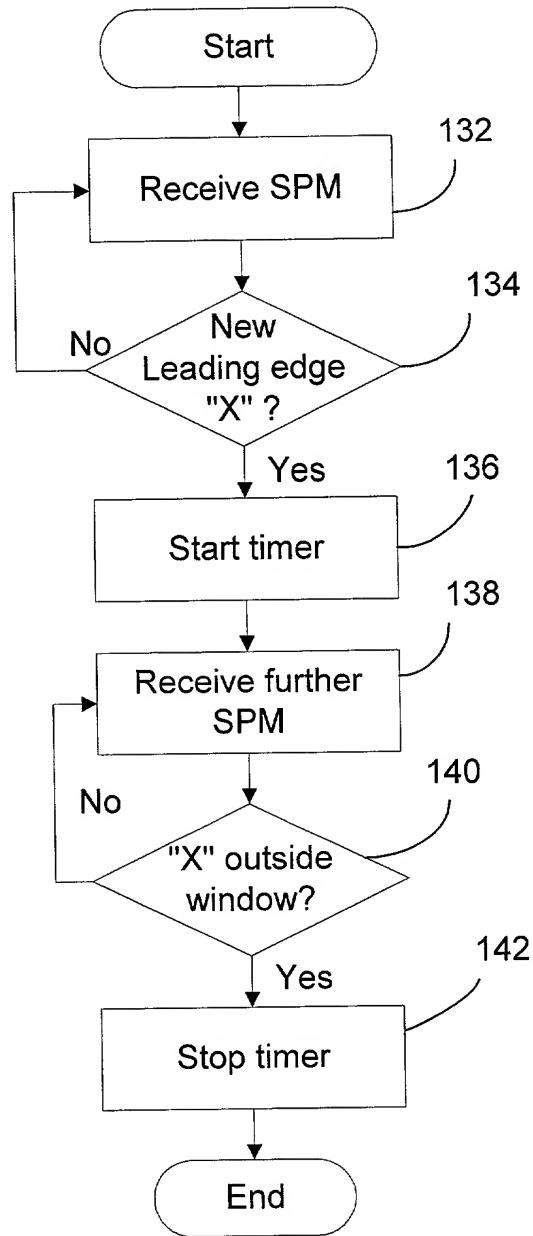 Start
132
Receive SPM
134
New
No
Leading edge
"X" ?
Yes
136
Start timer
138
Receive further
SPM
140
No
"X" outside
window?
Yes
142
Stop timer
End